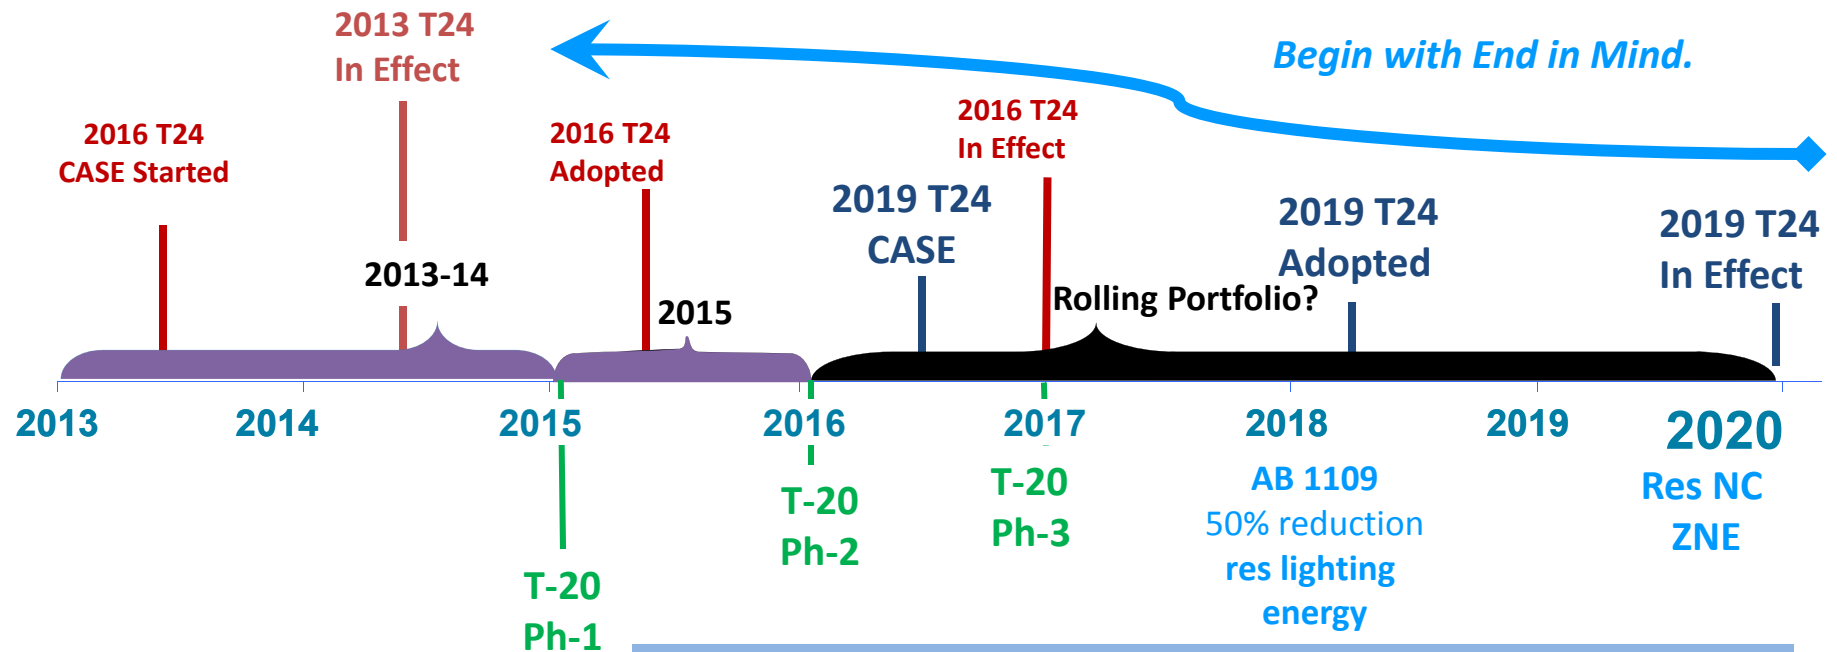 2013 T24
In Effect
Begin with End in Mind.
2016 T24
CASE Started
2016 T24
Adopted
2016 T24
In Effect
2019 T24
CASE
2019 T24
Adopted
2019 T24
In Effect
2013-14
2015
Rolling Portfolio?
2013
2014
2015
2016
2017
2018
2019
2020
T-20
Ph-1
T-20
Ph-2
T-20
Ph-3
AB 1109
50% reduction
res lighting
energy
Res NC
ZNE